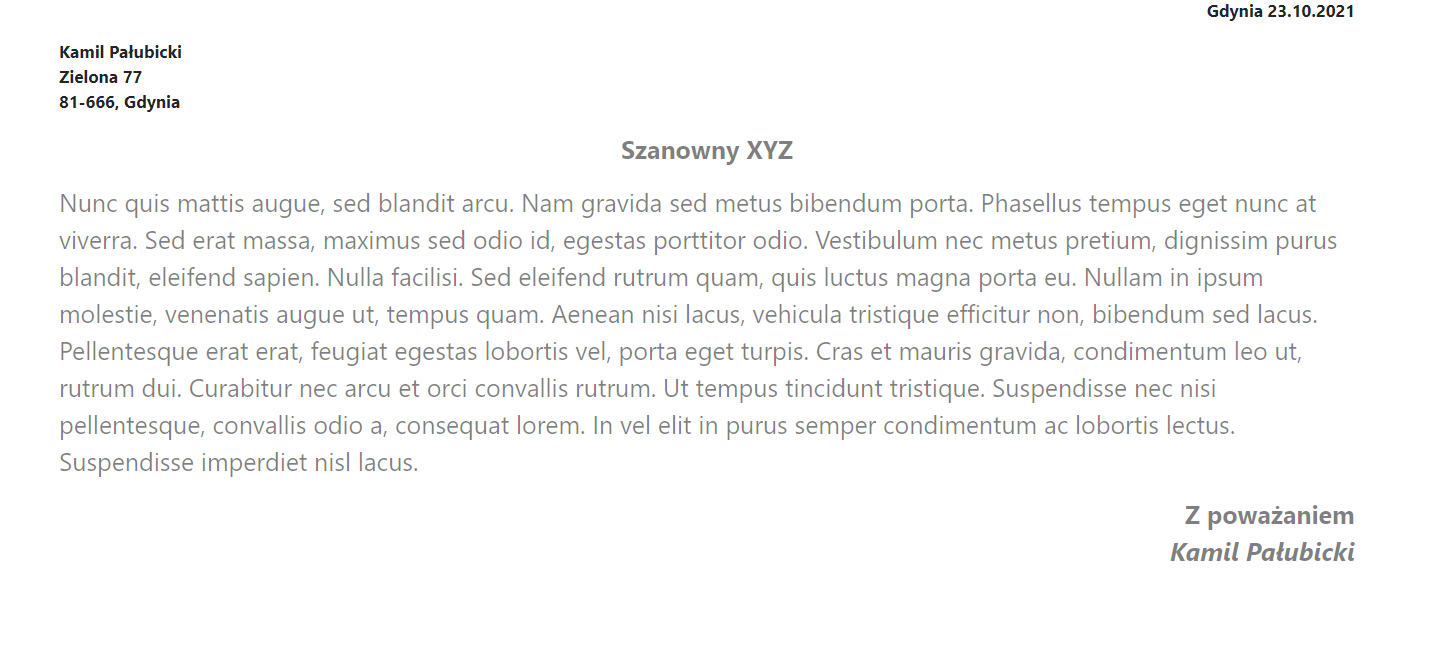 Gdynia 23.10.2021
Kamil Pałubicki
Zielona 77
81-666, Gdynia
Szanowny XYZ
Nunc quis mattis augue, sed blandit arcu. Nam gravida sed metus bibendum porta. Phasellus tempus eget nunc at
viverra. Sed erat massa, maximus sed odio id, egestas porttitor odio. Vestibulum nec metus pretium, dignissim purus
blandit, eleifend sapien. Nulla facilisi. Sed eleifend rutrum quam, quis luctus magna porta eu. Nullam in ipsum
molestie, venenatis augue ut, tempus quam. Aenean nisi lacus, vehicula tristique efficitur non, bibendum sed lacus.
Pellentesque erat erat, feugiat egestas lobortis vel, porta eget turpis. Cras et mauris gravida, condimentum leo ut,
rutrum dui. Curabitur nec arcu et orci convallis rutrum. Ut tempus tincidunt tristique. Suspendisse nec nisi
pellentesque, convallis odio a, consequat lorem. In vel elit in purus semper condimentum ac lobortis lectus.
Suspendisse imperdiet nisl lacus.
Z poważaniem
Kamil Pałubicki